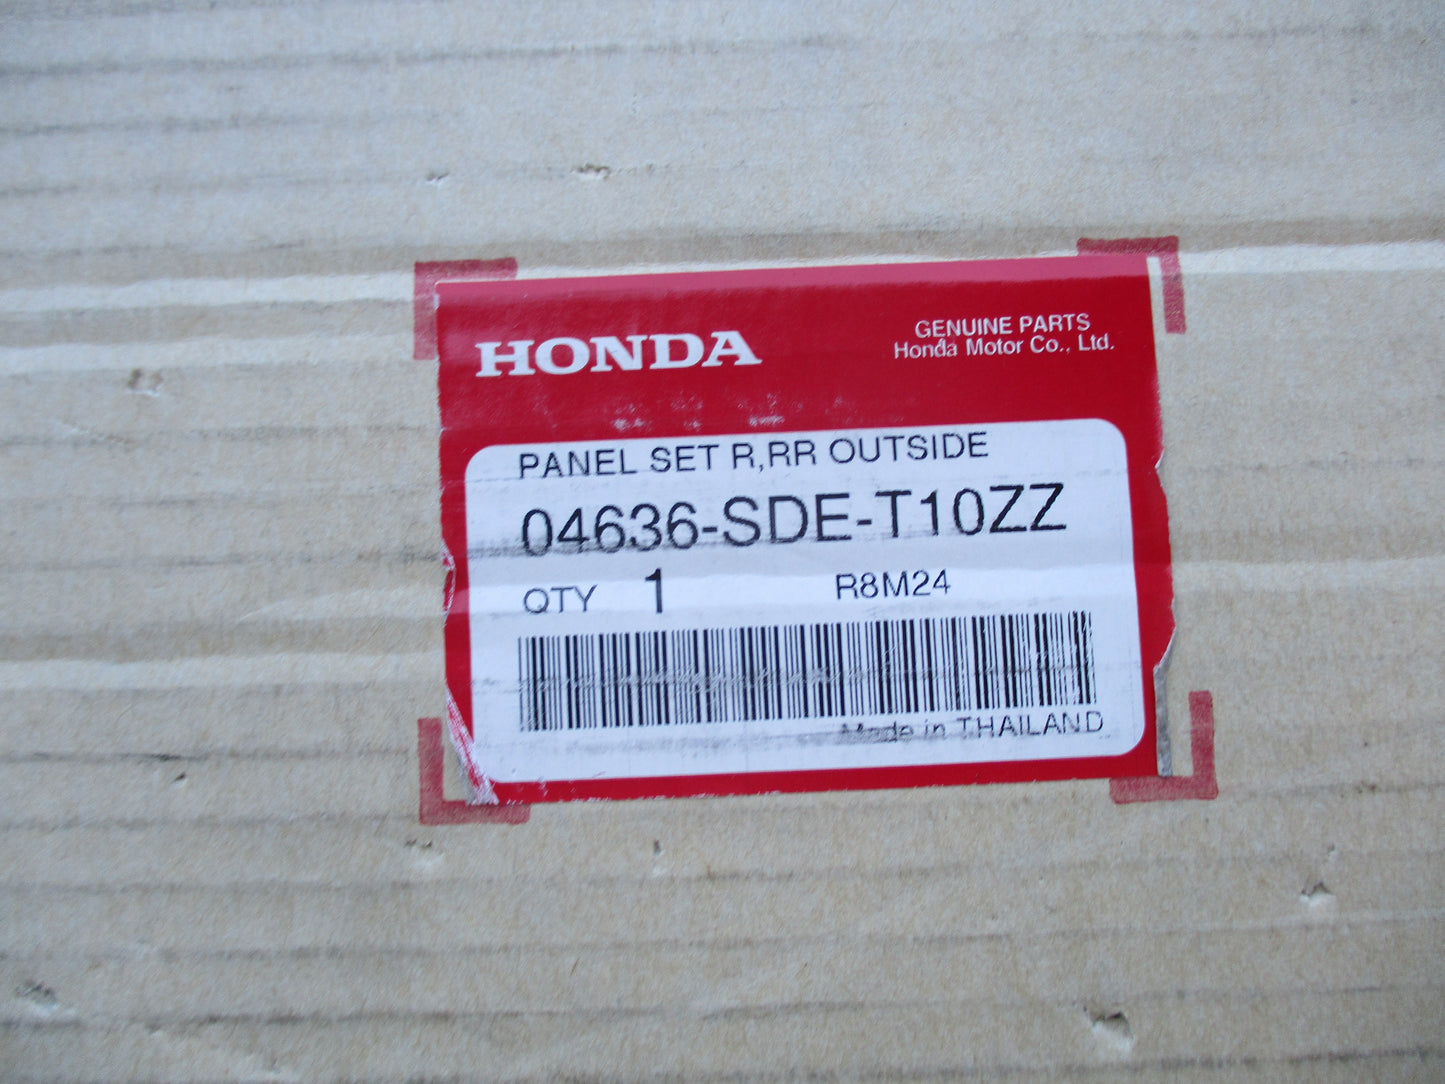 HONDA
GENUINE PARTS
Honda Motor Co., Ltd.
PANEL SET R,RR OUTSIDE
04636-SDE-T10ZZ
QTY 1 R8M24
Made in THAILAND